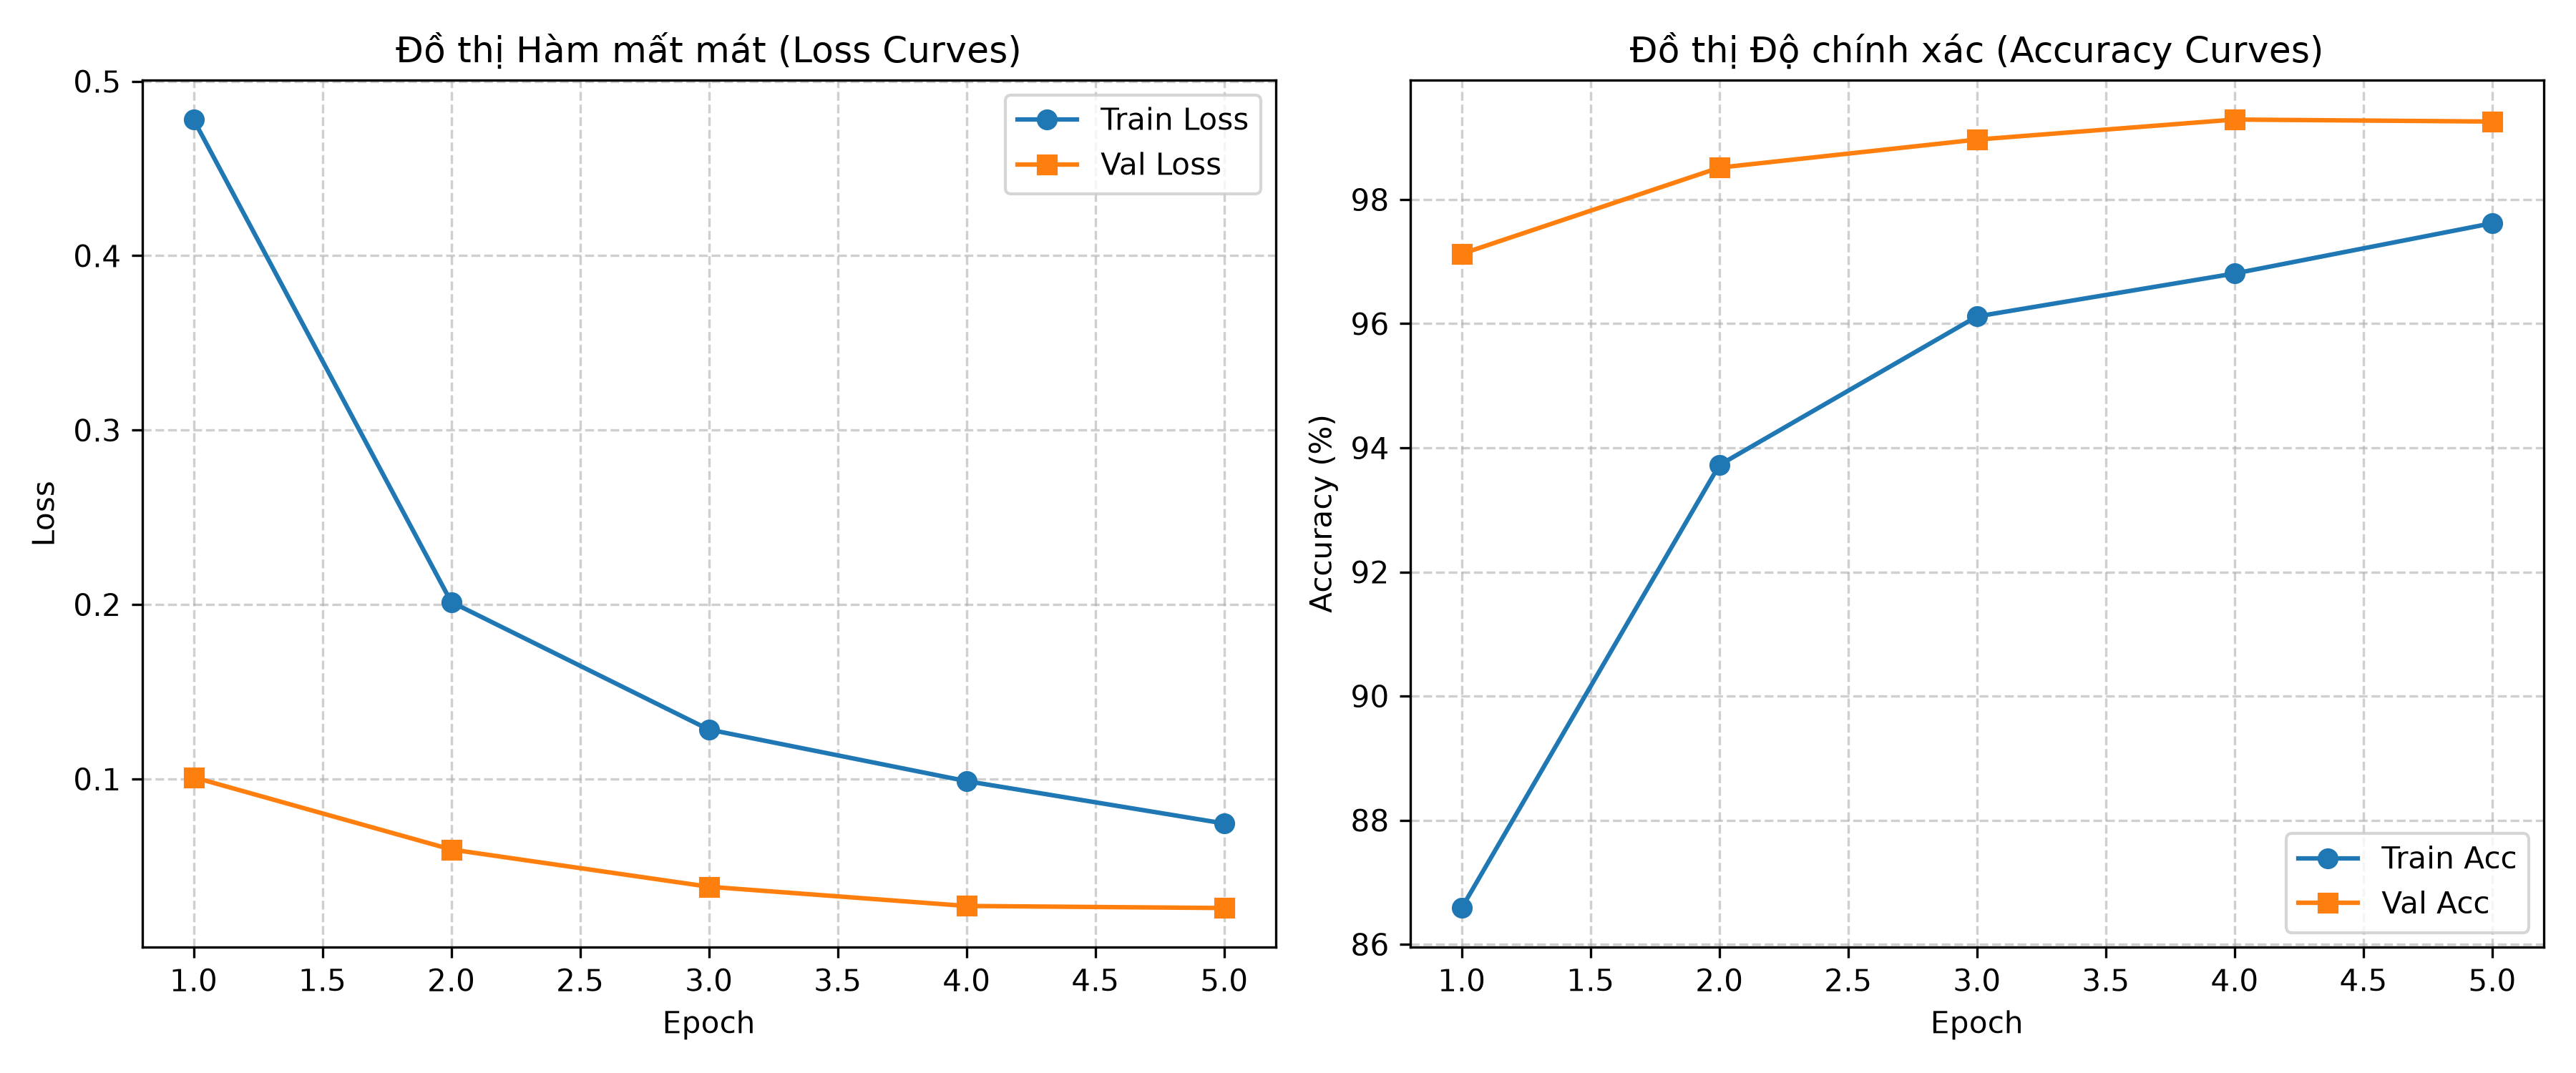 Đồ thị Hàm mất mát (Loss Curves)
0.5
0.4
0.3
0.2
0.1
Loss
Train Loss
Val Loss
1.0 1.5 2.0 2.5 3.0 3.5 4.0 4.5 5.0
Epoch
Đồ thị Độ chính xác (Accuracy Curves)
98
96
94
92
90
88
86
Accuracy (%)
Train Acc
Val Acc
1.0 1.5 2.0 2.5 3.0 3.5 4.0 4.5 5.0
Epoch